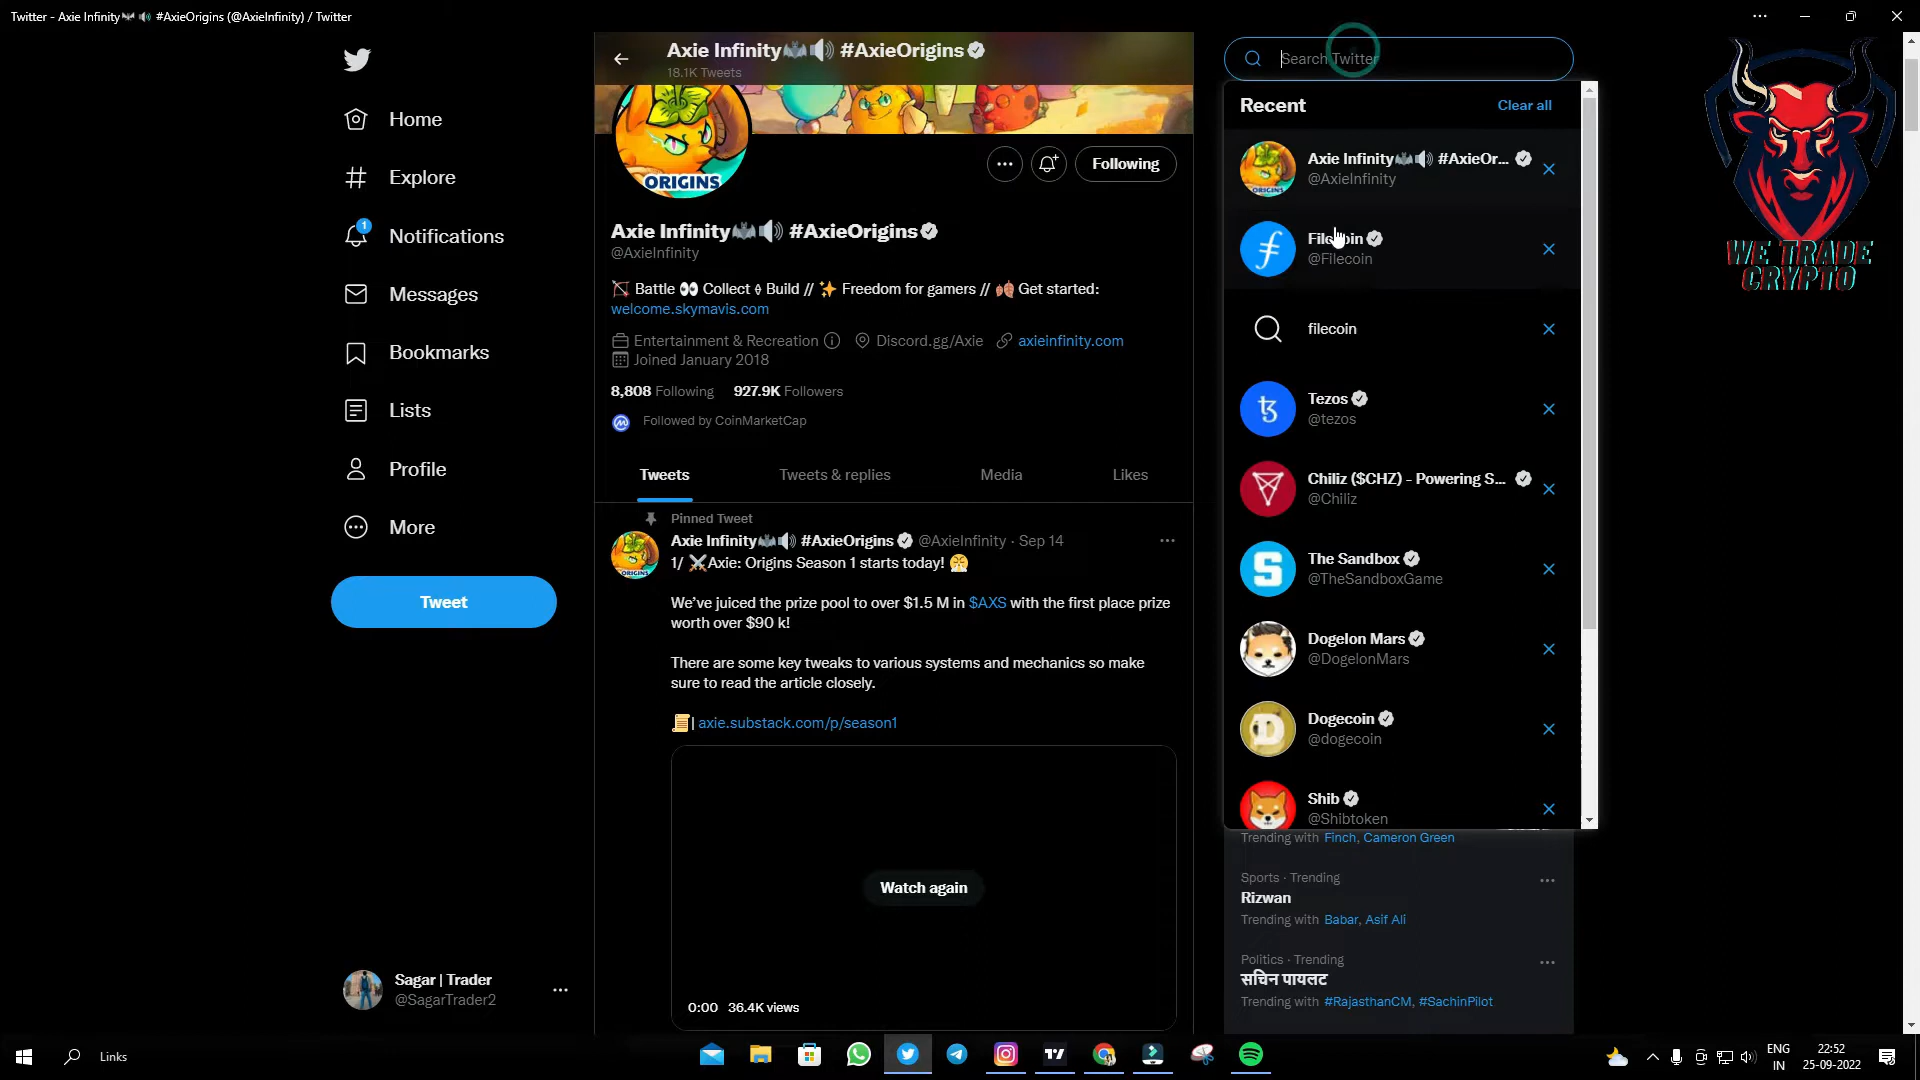 Twitter - Axie Infinity🦇🔊 #AxieOrigins (@AxieInfinity) / Twitter
Home
Explore
1
Notifications
Messages
Bookmarks
Lists
Profile
More
Tweet
Sagar | Trader
@SagarTrader2
Axie Infinity🦇🔊 #AxieOrigins
18.1K Tweets
ORIGINS
Following
Axie Infinity🦇🔊 #AxieOrigins
@AxieInfinity
Battle 👀 Collect Build // ✨ Freedom for gamers // Get started:
welcome.skymavis.com
Entertainment & Recreation Discord.gg/Axie axieinfinity.com
Joined January 2018
8,808 Following 927.9K Followers
Followed by CoinMarketCap
Tweets Tweets & replies Media Likes
Pinned Tweet
Axie Infinity🦇🔊 #AxieOrigins @AxieInfinity · Sep 14
1/ ⚔️Axie: Origins Season 1 starts today! 😤
We've juiced the prize pool to over $1.5 M in $AXS with the first place prize
worth over $90 k!
There are some key tweaks to various systems and mechanics so make
sure to read the article closely.
📜| axie.substack.com/p/season1
Watch again
0:00 36.4K views
Search Twitter
Recent Clear all
Axie Infinity🦇🔊 #AxieOr...
@AxieInfinity
Filecoin
@Filecoin
filecoin
Tezos
@tezos
Chiliz ($CHZ) - Powering S...
@Chiliz
The Sandbox
@TheSandboxGame
Dogelon Mars
@DogelonMars
Dogecoin
@dogecoin
Shib
@Shibtoken
Trending with Finch, Cameron Green
Sports · Trending
Rizwan
Trending with Babar, Asif Ali
Politics · Trending
सचिन पायलट
Trending with #RajasthanCM, #SachinPilot
WE TRADE
CRYPTO
Links
ENG
IN
22:52
25-09-2022